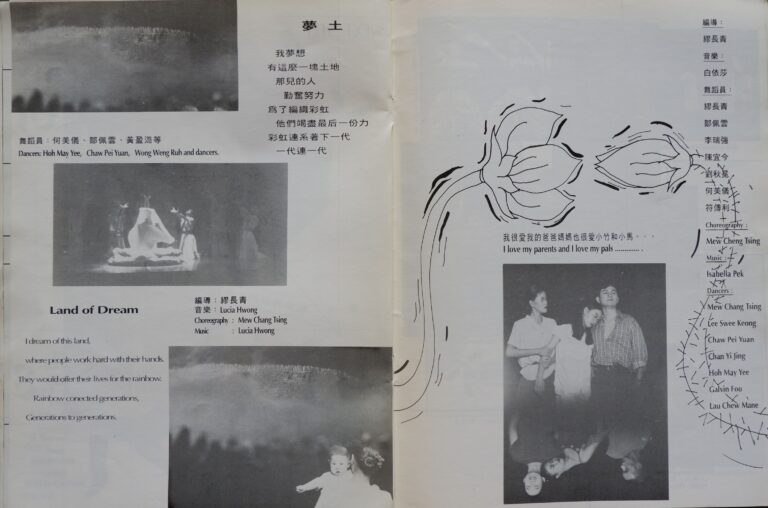 夢 土
我夢想
有這麼一塊土地
那兒的人
勤奮努力
爲了編織彩虹
他們竭盡最后一份力
彩虹連系著下一代
一代連一代
舞蹈員：何美儀、鄒佩雲、黃盈洳等
Dancers: Hoh May Yee, Chaw Pei Yuan, Wong Weng Ruh and dancers.
Land of Dream
編導：繆長青
音樂：Lucia Hwong
Choreography : Mew Chang Tsing
Music : Lucia Hwong
I dream of this land,
where people work hard with their hands.
They would offer their lives for the rainbow.
Rainbow conected generations,
Generations to generations.
我很愛我的爸爸媽媽也很愛小竹和小馬・・・
I love my parents and I love my pals ............. .
編導：
繆長青
音樂：
白依莎
舞蹈員：
繆長青
鄒佩雲
李瑞強
陳宜今
劉秋
何美儀
符傳利
Choreography :
Mew Cheng Tsing
Music :
Isabella Pek
Dancers :
Mew Chang Tsing
Lee Swee Keong
Chaw Pei Yuan
Chan Yi Jing
Hoh May Yee
Galvin Fou
Lau Chew Mane